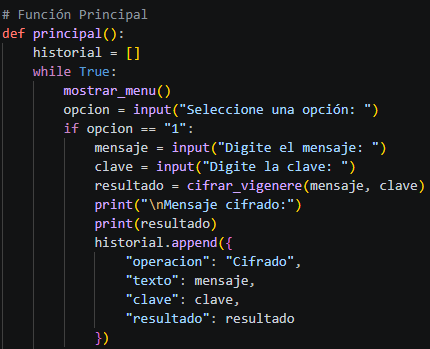 # Función Principal
def principal():
    historial = []
    while True:
        mostrar_menu()
        opcion = input("Seleccione una opción: ")
        if opcion == "1":
            mensaje = input("Digite el mensaje: ")
            clave = input("Digite la clave: ")
            resultado = cifrar_vigenere(mensaje, clave)
            print("\nMensaje cifrado:")
            print(resultado)
            historial.append({
                "operacion": "Cifrado",
                "texto": mensaje,
                "clave": clave,
                "resultado": resultado
            })